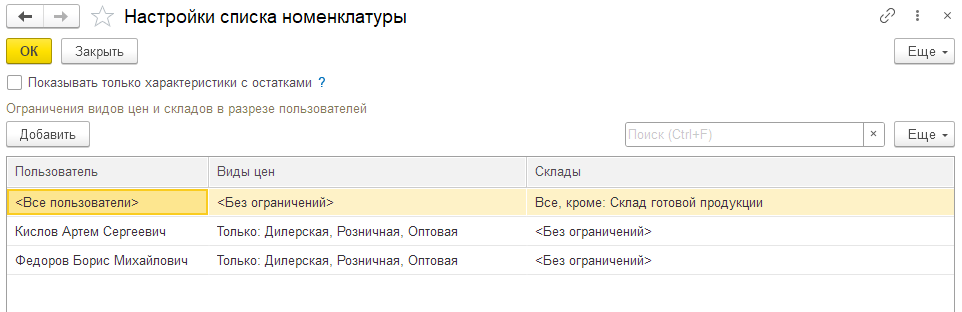 Настройки списка номенклатуры
ОК Закрыть Еще
Показывать только характеристики с остатками ?
Ограничения видов цен и складов в разрезе пользователей
Добавить Поиск (Ctrl+F) × Еще
Пользователь Виды цен Склады
<Все пользователи> <Без ограничений> Все, кроме: Склад готовой продукции
Кислов Артем Сергеевич Только: Дилерская, Розничная, Оптовая <Без ограничений>
Федоров Борис Михайлович Только: Дилерская, Розничная, Оптовая <Без ограничений>